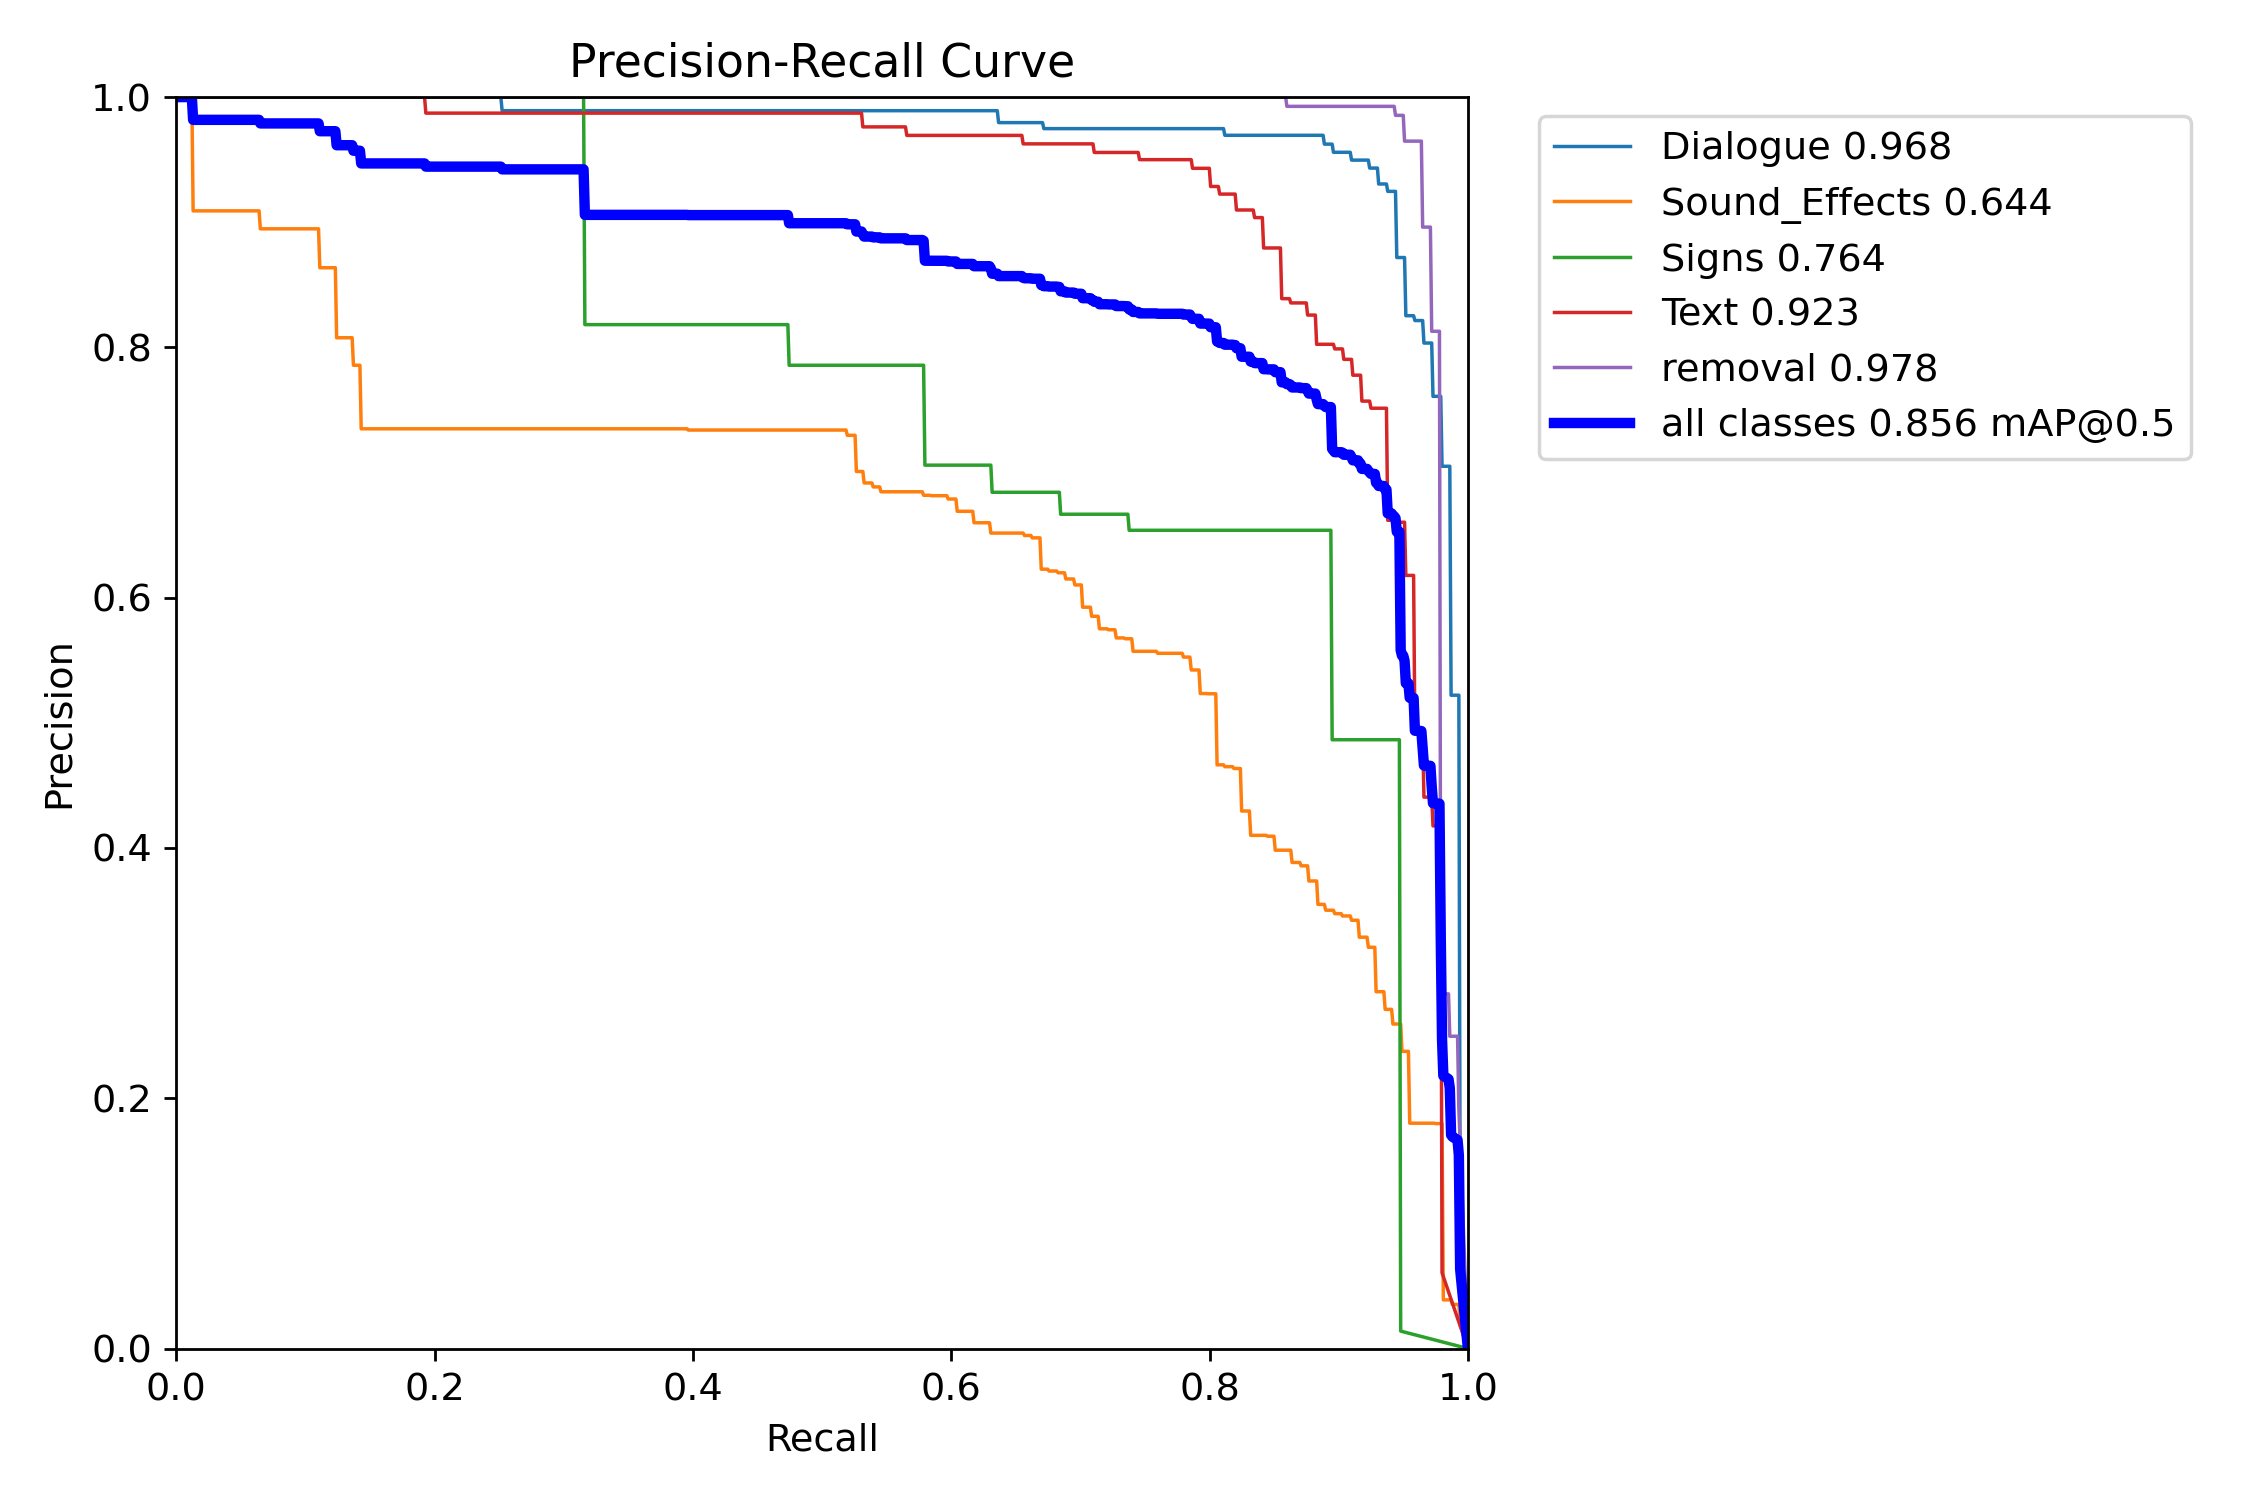 Precision-Recall Curve
1.0
0.8
0.6
0.4
0.2
0.0
Precision
0.0 0.2 0.4 0.6 0.8 1.0
Recall
Dialogue 0.968
Sound_Effects 0.644
Signs 0.764
Text 0.923
removal 0.978
all classes 0.856 mAP@0.5